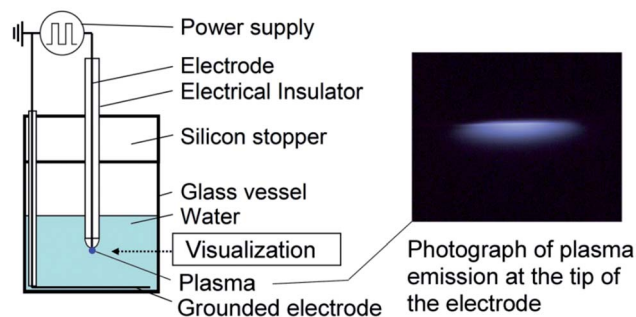 Power supply
Electrode
Electrical Insulator
Silicon stopper
Glass vessel
Water
Visualization
Plasma
Grounded electrode
Photograph of plasma
emission at the tip of
the electrode